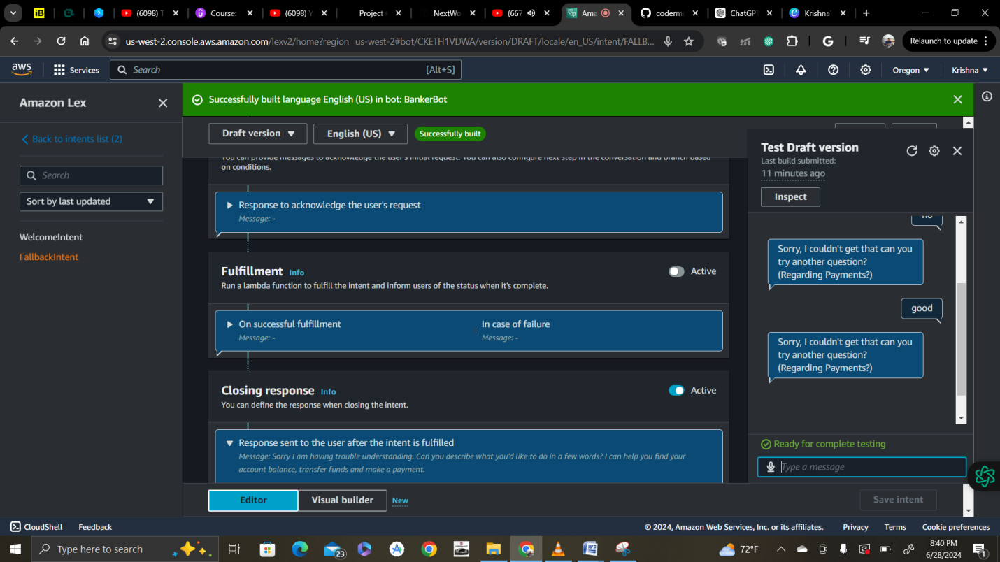 iB
(6098) T
Course:
(6098) Y
Project
NextWo
(667
Ama
coderm
ChatGPT
Krishna'
us-west-2.console.aws.amazon.com/lexv2/home?region=us-west-2#bot/CKETH1VDWA/version/DRAFT/locale/en_US/intent/FALLB...
Relaunch to update
aws
Services
Search
[Alt+S]
Oregon ▼
Krishna ▼
Amazon Lex
Successfully built language English (US) in bot: BankerBot
Back to intents list (2)
Search
Sort by last updated
WelcomeIntent
FallbackIntent
Draft version ▼
English (US) ▼
Successfully built
You can provide messages to acknowledge the user's initial request. You can also configure next step in the conversation and branch based
on conditions.
Response to acknowledge the user's request
Message: -
Fulfillment Info
Active
Run a lambda function to fulfill the intent and inform users of the status when it's complete.
On successful fulfillment
Message: -
In case of failure
Message: -
Closing response Info
Active
You can define the response when closing the intent.
Response sent to the user after the intent is fulfilled
Message: Sorry I am having trouble understanding. Can you describe what you'd like to do in a few words? I can help you find your
account balance, transfer funds and make a payment.
Editor
Visual builder
New
Save intent
Test Draft version
Last build submitted:
11 minutes ago
Inspect
no
Sorry, I couldn't get that can you
try another question?
(Regarding Payments?)
good
Sorry, I couldn't get that can you
try another question?
(Regarding Payments?)
Ready for complete testing
Type a message
CloudShell
Feedback
© 2024, Amazon Web Services, Inc. or its affiliates.
Privacy
Terms
Cookie preferences
Type here to search
23
72°F
8:40 PM
6/28/2024
1